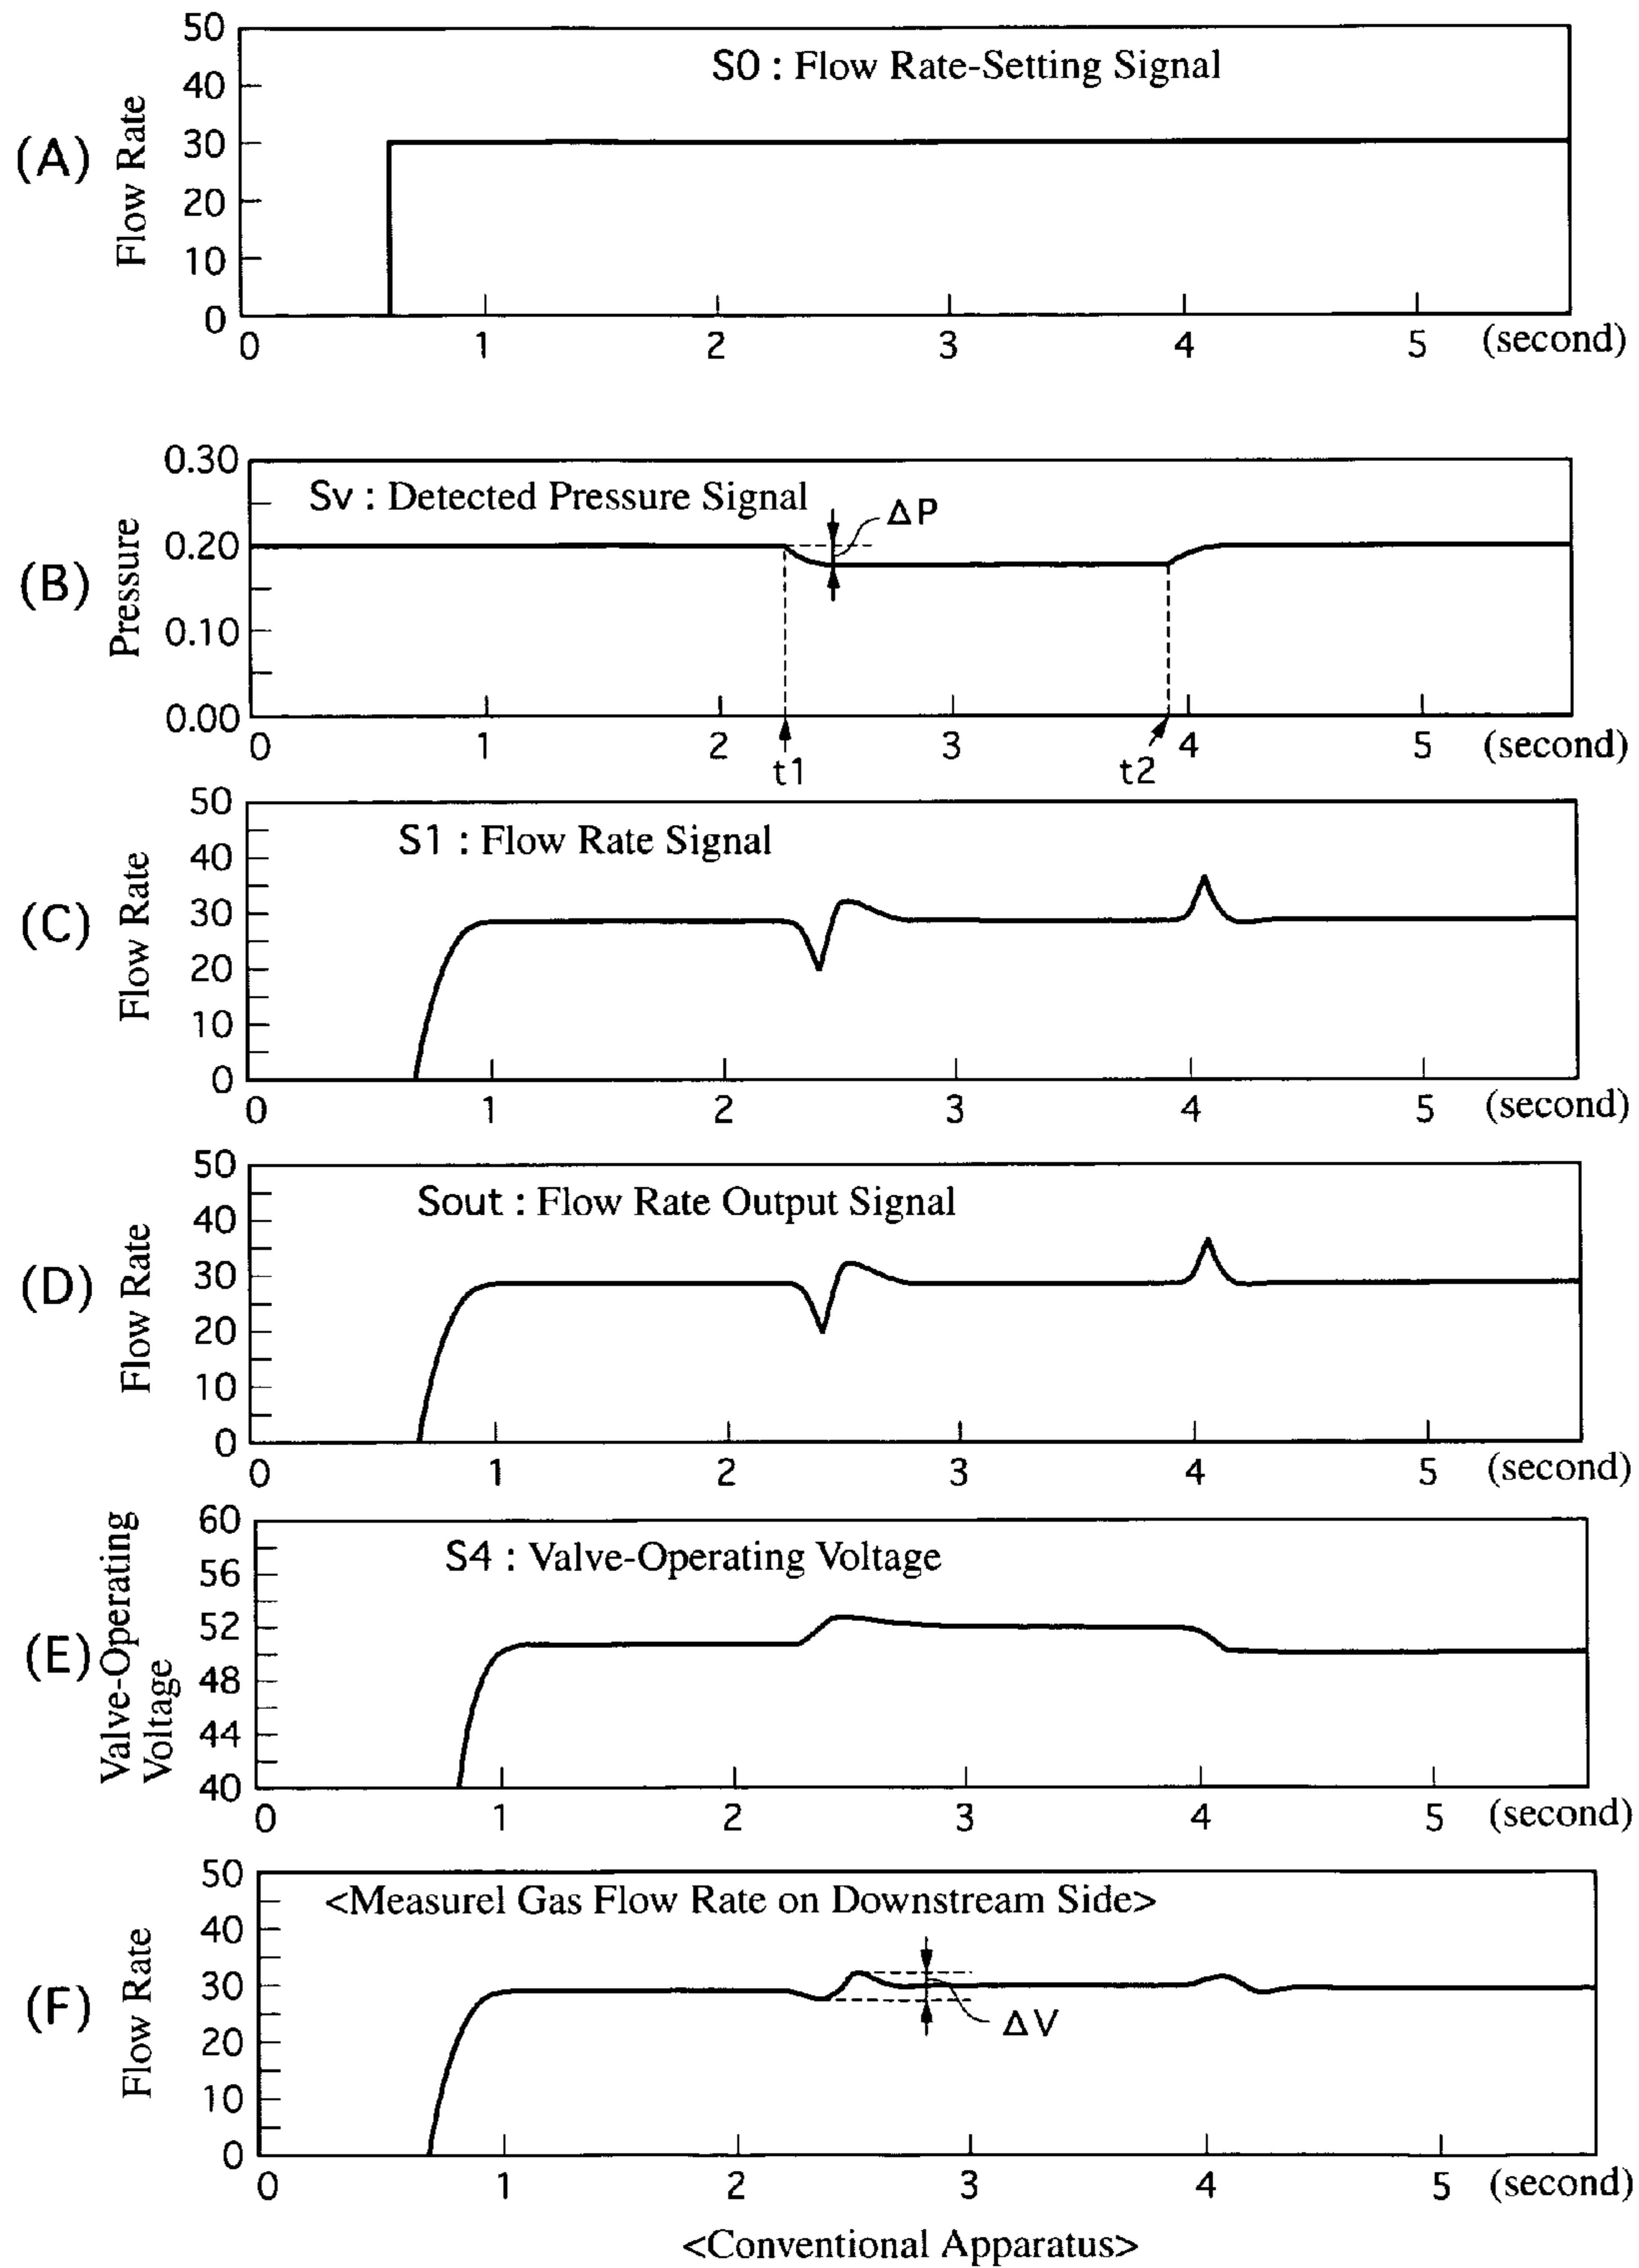 (A)
Flow Rate
50
40
30
20
10
0
S0 : Flow Rate-Setting Signal
0 1 2 3 4 5 (second)
(B)
Pressure
0.30
0.20
0.10
0.00
Sv : Detected Pressure Signal
ΔP
0 1 2 3 4 5 (second)
t1 t2
(C)
Flow Rate
50
40
30
20
10
0
S1 : Flow Rate Signal
0 1 2 3 4 5 (second)
(D)
Flow Rate
50
40
30
20
10
0
Sout : Flow Rate Output Signal
0 1 2 3 4 5 (second)
(E)
Valve-Operating
Voltage
60
56
52
48
44
40
S4 : Valve-Operating Voltage
0 1 2 3 4 5 (second)
(F)
Flow Rate
50
40
30
20
10
0
<Measurel Gas Flow Rate on Downstream Side>
ΔV
0 1 2 3 4 5 (second)
<Conventional Apparatus>